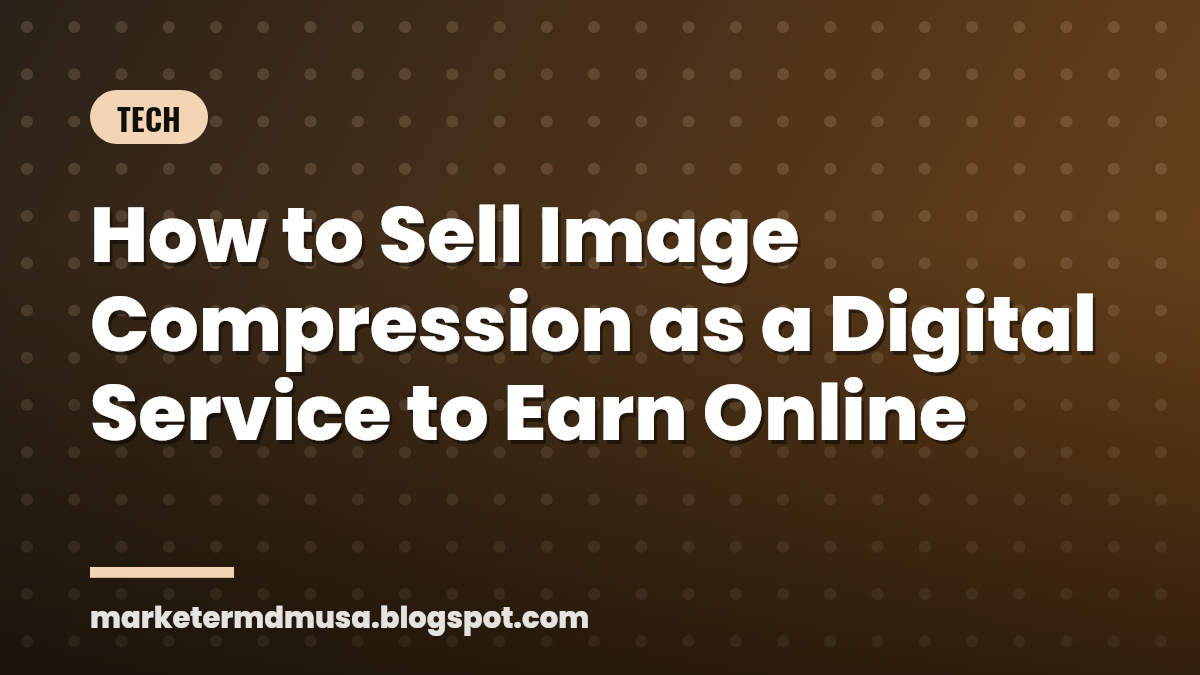 TECH
How to Sell Image
Compression as a Digital
Service to Earn Online
marketermdmusa.blogspot.com